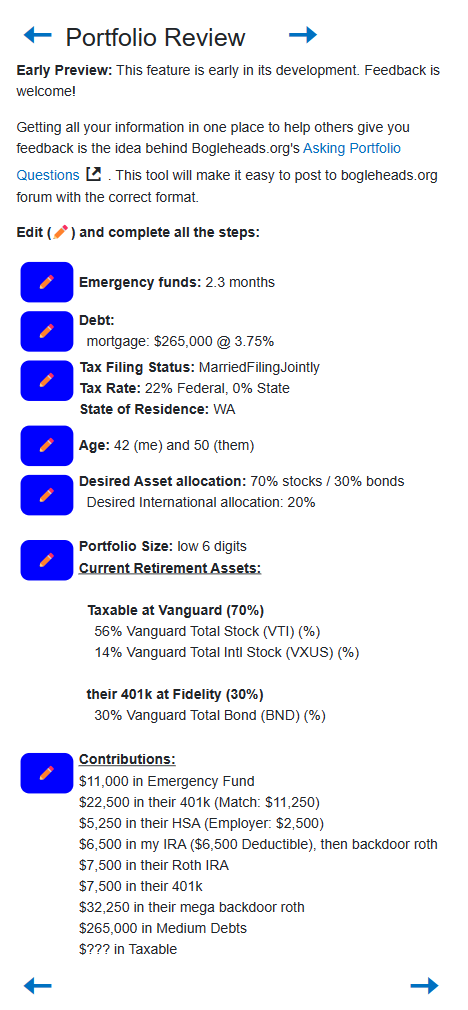 Portfolio Review
Early Preview: This feature is early in its development. Feedback is
welcome!
Getting all your information in one place to help others give you
feedback is the idea behind Bogleheads.org's Asking Portfolio
Questions . This tool will make it easy to post to bogleheads.org
forum with the correct format.
Edit ( ) and complete all the steps:
Emergency funds: 2.3 months
Debt:
mortgage: $265,000 @ 3.75%
Tax Filing Status: MarriedFilingJointly
Tax Rate: 22% Federal, 0% State
State of Residence: WA
Age: 42 (me) and 50 (them)
Desired Asset allocation: 70% stocks / 30% bonds
Desired International allocation: 20%
Portfolio Size: low 6 digits
Current Retirement Assets:
Taxable at Vanguard (70%)
56% Vanguard Total Stock (VTI) (%)
14% Vanguard Total Intl Stock (VXUS) (%)
their 401k at Fidelity (30%)
30% Vanguard Total Bond (BND) (%)
Contributions:
$11,000 in Emergency Fund
$22,500 in their 401k (Match: $11,250)
$5,250 in their HSA (Employer: $2,500)
$6,500 in my IRA ($6,500 Deductible), then backdoor roth
$7,500 in their Roth IRA
$7,500 in their 401k
$32,250 in their mega backdoor roth
$265,000 in Medium Debts
$??? in Taxable